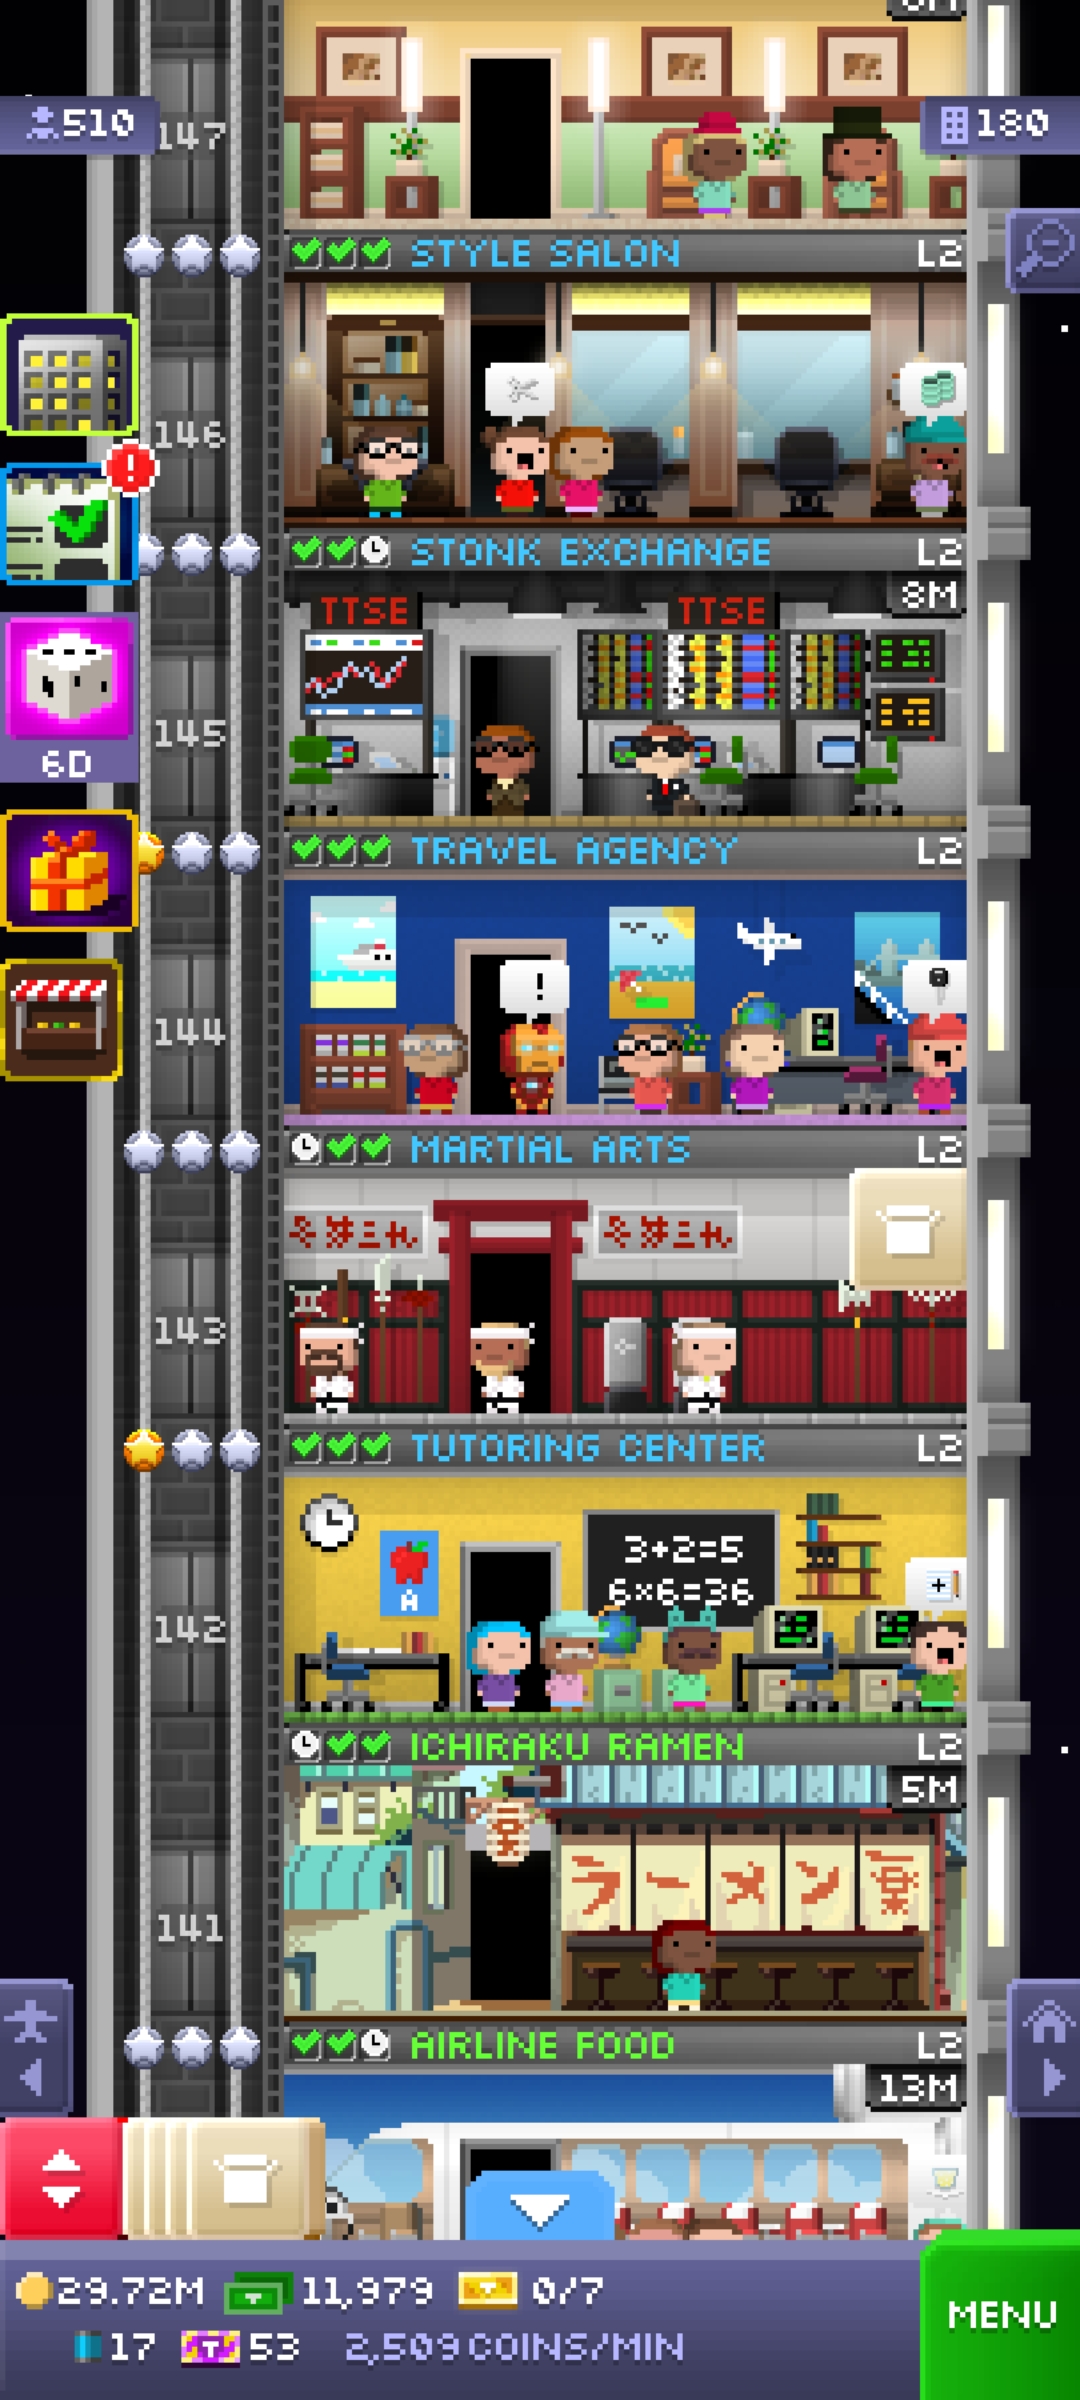 510
147
180
STYLE SALON L2
146
STONK EXCHANGE L2
8M
TTSE TTSE
145
6D
TRAVEL AGENCY L2
!
144
MARTIAL ARTS L2
143
TUTORING CENTER L2
3+2=5
6×6=36
A
142
ICHIRAKU RAMEN L2
5M
ラーメン
141
AIRLINE FOOD L2
13M
29.72M 11,979 0/7
MENU
17 T 53 2,509 COINS/MIN